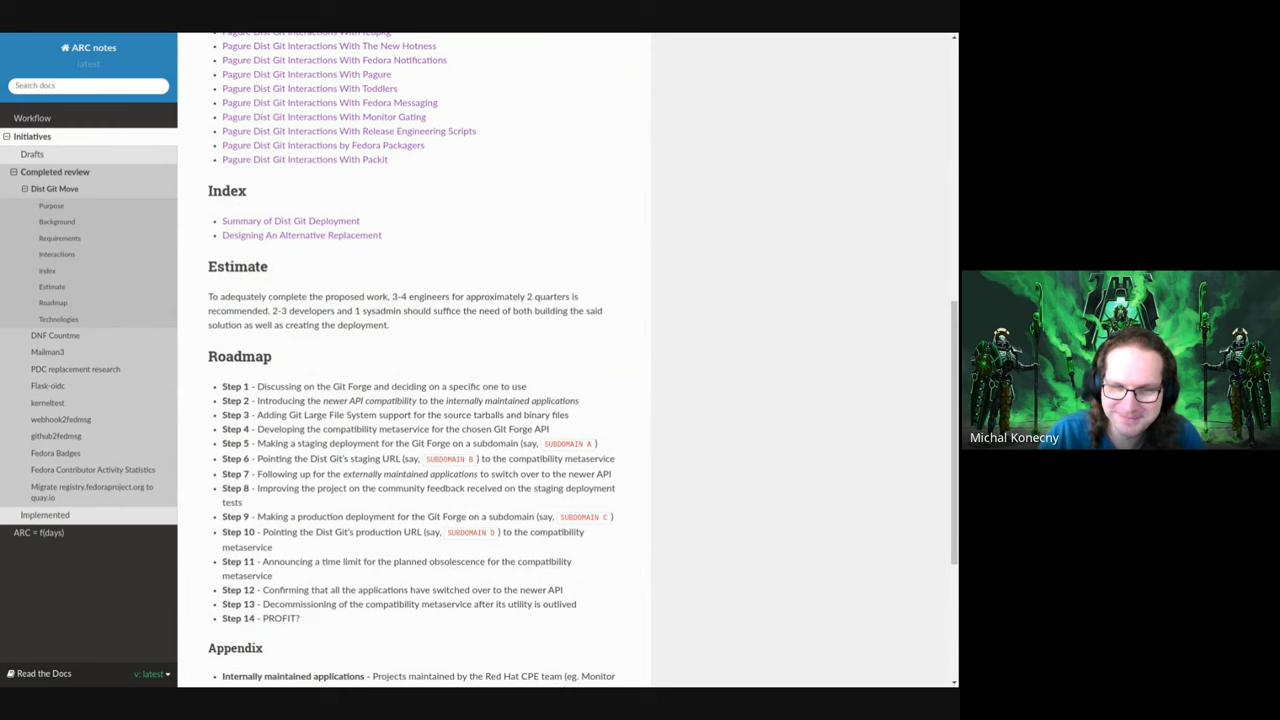 ARC notes
latest
Search docs
Workflow
Initiatives
Drafts
Completed review
Dist Git Move
Purpose
Background
Requirements
Interactions
Index
Estimate
Roadmap
Technologies
DNF Countme
Mailman3
PDC replacement research
Flask-oidc
kerneltest
webhook2fedmsg
github2fedmsg
Fedora Badges
Fedora Contributor Activity Statistics
Migrate registry.fedoraproject.org to
quay.io
Implemented
ARC = f(days)
Read the Docs
v: latest
Pagure Dist Git Interactions With
Pagure Dist Git Interactions With The New Hotness
Pagure Dist Git Interactions With Fedora Notifications
Pagure Dist Git Interactions With Pagure
Pagure Dist Git Interactions With Toddlers
Pagure Dist Git Interactions With Fedora Messaging
Pagure Dist Git Interactions With Monitor Gating
Pagure Dist Git Interactions With Release Engineering Scripts
Pagure Dist Git Interactions by Fedora Packagers
Pagure Dist Git Interactions With Packit
Index
Summary of Dist Git Deployment
Designing An Alternative Replacement
Estimate
To adequately complete the proposed work, 3-4 engineers for approximately 2 quarters is
recommended. 2-3 developers and 1 sysadmin should suffice the need of both building the said
solution as well as creating the deployment.
Roadmap
Step 1 - Discussing on the Git Forge and deciding on a specific one to use
Step 2 - Introducing the newer API compatibility to the internally maintained applications
Step 3 - Adding Git Large File System support for the source tarballs and binary files
Step 4 - Developing the compatibility metaservice for the chosen Git Forge API
Step 5 - Making a staging deployment for the Git Forge on a subdomain (say, SUBDOMAIN A )
Step 6 - Pointing the Dist Git's staging URL (say, SUBDOMAIN B ) to the compatibility metaservice
Step 7 - Following up for the externally maintained applications to switch over to the newer API
Step 8 - Improving the project on the community feedback received on the staging deployment
tests
Step 9 - Making a production deployment for the Git Forge on a subdomain (say, SUBDOMAIN C )
Step 10 - Pointing the Dist Git's production URL (say, SUBDOMAIN D ) to the compatibility
metaservice
Step 11 - Announcing a time limit for the planned obsolescence for the compatibility
metaservice
Step 12 - Confirming that all the applications have switched over to the newer API
Step 13 - Decommissioning of the compatibility metaservice after its utility is outlived
Step 14 - PROFIT?
Appendix
Internally maintained applications - Projects maintained by the Red Hat CPE team (eg. Monitor
Michal Konecny